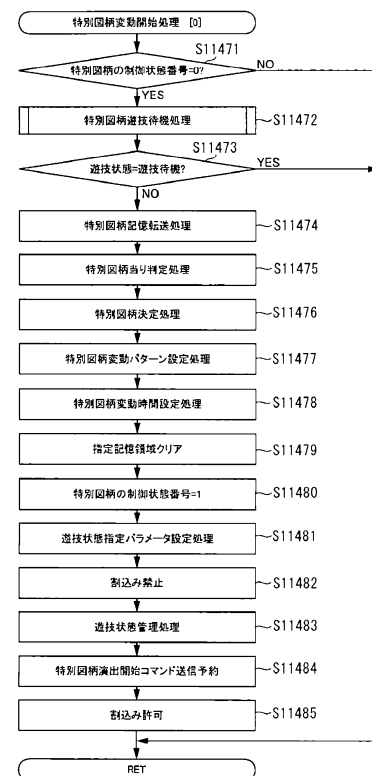 特別図柄変動開始処理 [0]
S11471
特別図柄の制御状態番号=0?
NO
YES
特別図柄遊技待機処理
S11472
S11473
遊技状態=遊技待機?
YES
NO
特別図柄記憶転送処理
S11474
特別図柄当り判定処理
S11475
特別図柄決定処理
S11476
特別図柄変動パターン設定処理
S11477
特別図柄変動時間設定処理
S11478
指定記憶領域クリア
S11479
特別図柄の制御状態番号=1
S11480
遊技状態指定パラメータ設定処理
S11481
割込み禁止
S11482
遊技状態管理処理
S11483
特別図柄演出開始コマンド送信予約
S11484
割込み許可
S11485
RET